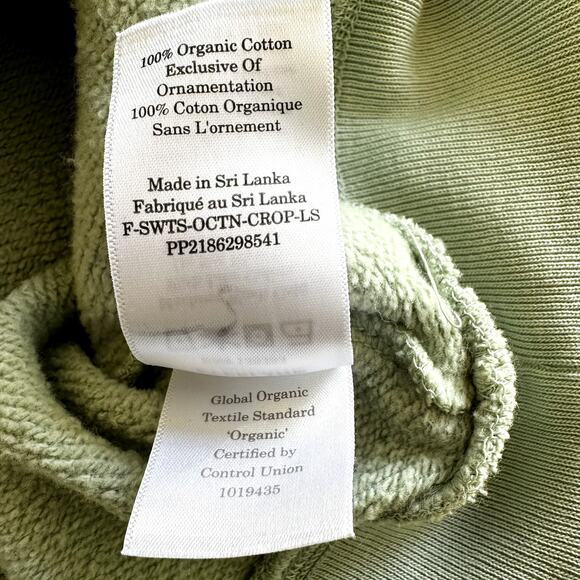 100% Organic Cotton
Exclusive Of
Ornamentation
100% Coton Organique
Sans L'ornement
Made in Sri Lanka
Fabriqué au Sri Lanka
F-SWTS-OCTN-CROP-LS
PP2186298541
Global Organic
Textile Standard
'Organic'
Certified by
Control Union
1019435